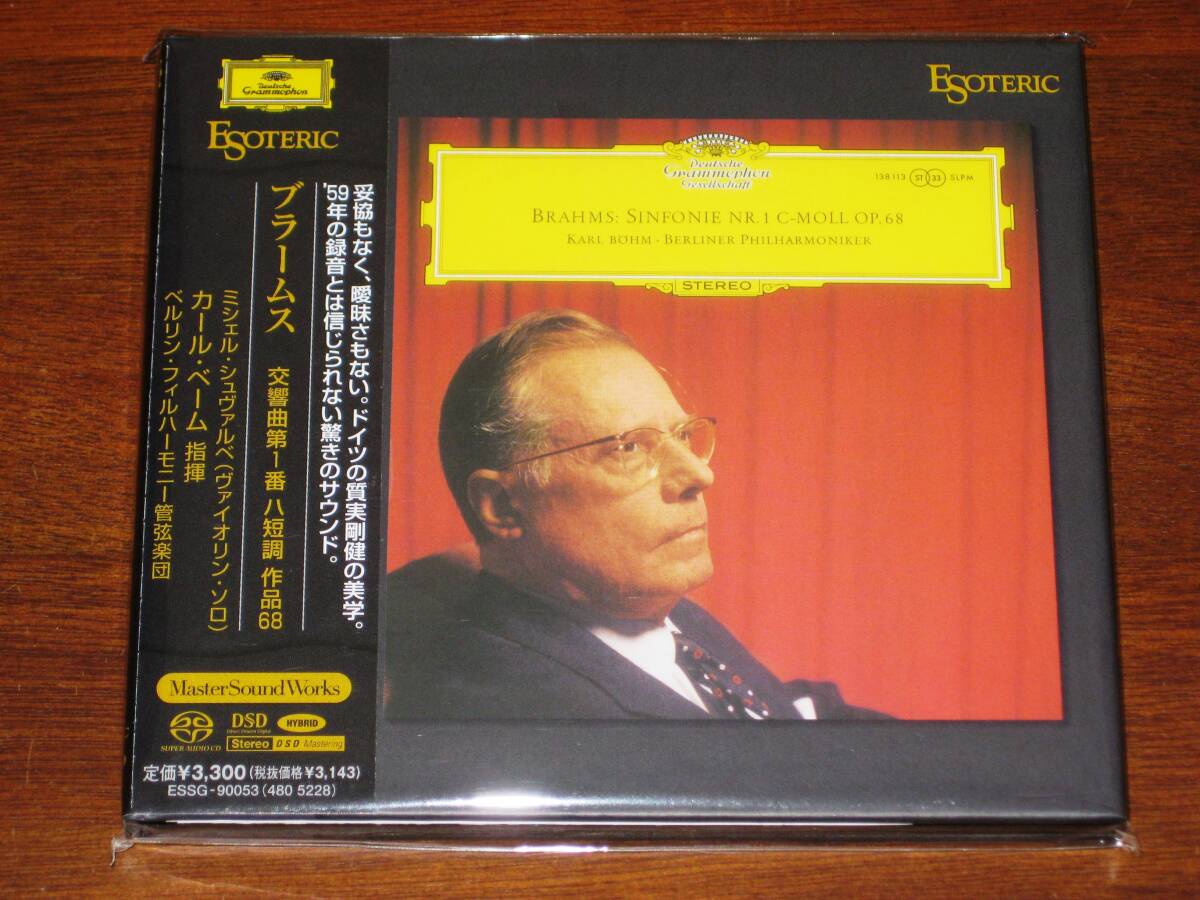 Deutsche
Grammophon
ESOTERIC
妥協もなく、曖昧さもない。ドイツの質実剛健の美学。
'59年の録音とは信じられない驚きのサウンド。
ブラームス
交響曲第1番 ハ短調 作品68
ミシェル・シュヴァルベ(ヴァイオリン・ソロ)
カール・ベーム 指揮
ベルリン・フィルハーモニー管弦楽団
MasterSoundWorks
SUPER AUDIO CD
DSD
Direct Stream Digital
HYBRID
Stereo DSD Mastering
定価¥3,300(税抜価格¥3,143)
ESSG-90053 (480 5228)
ESOTERIC
Deutsche
Grammophon
Gesellschaft
138 113 ST 33 SLPM
BRAHMS: SINFONIE NR.1 C-MOLL OP.68
KARL BÖHM · BERLINER PHILHARMONIKER
STEREO